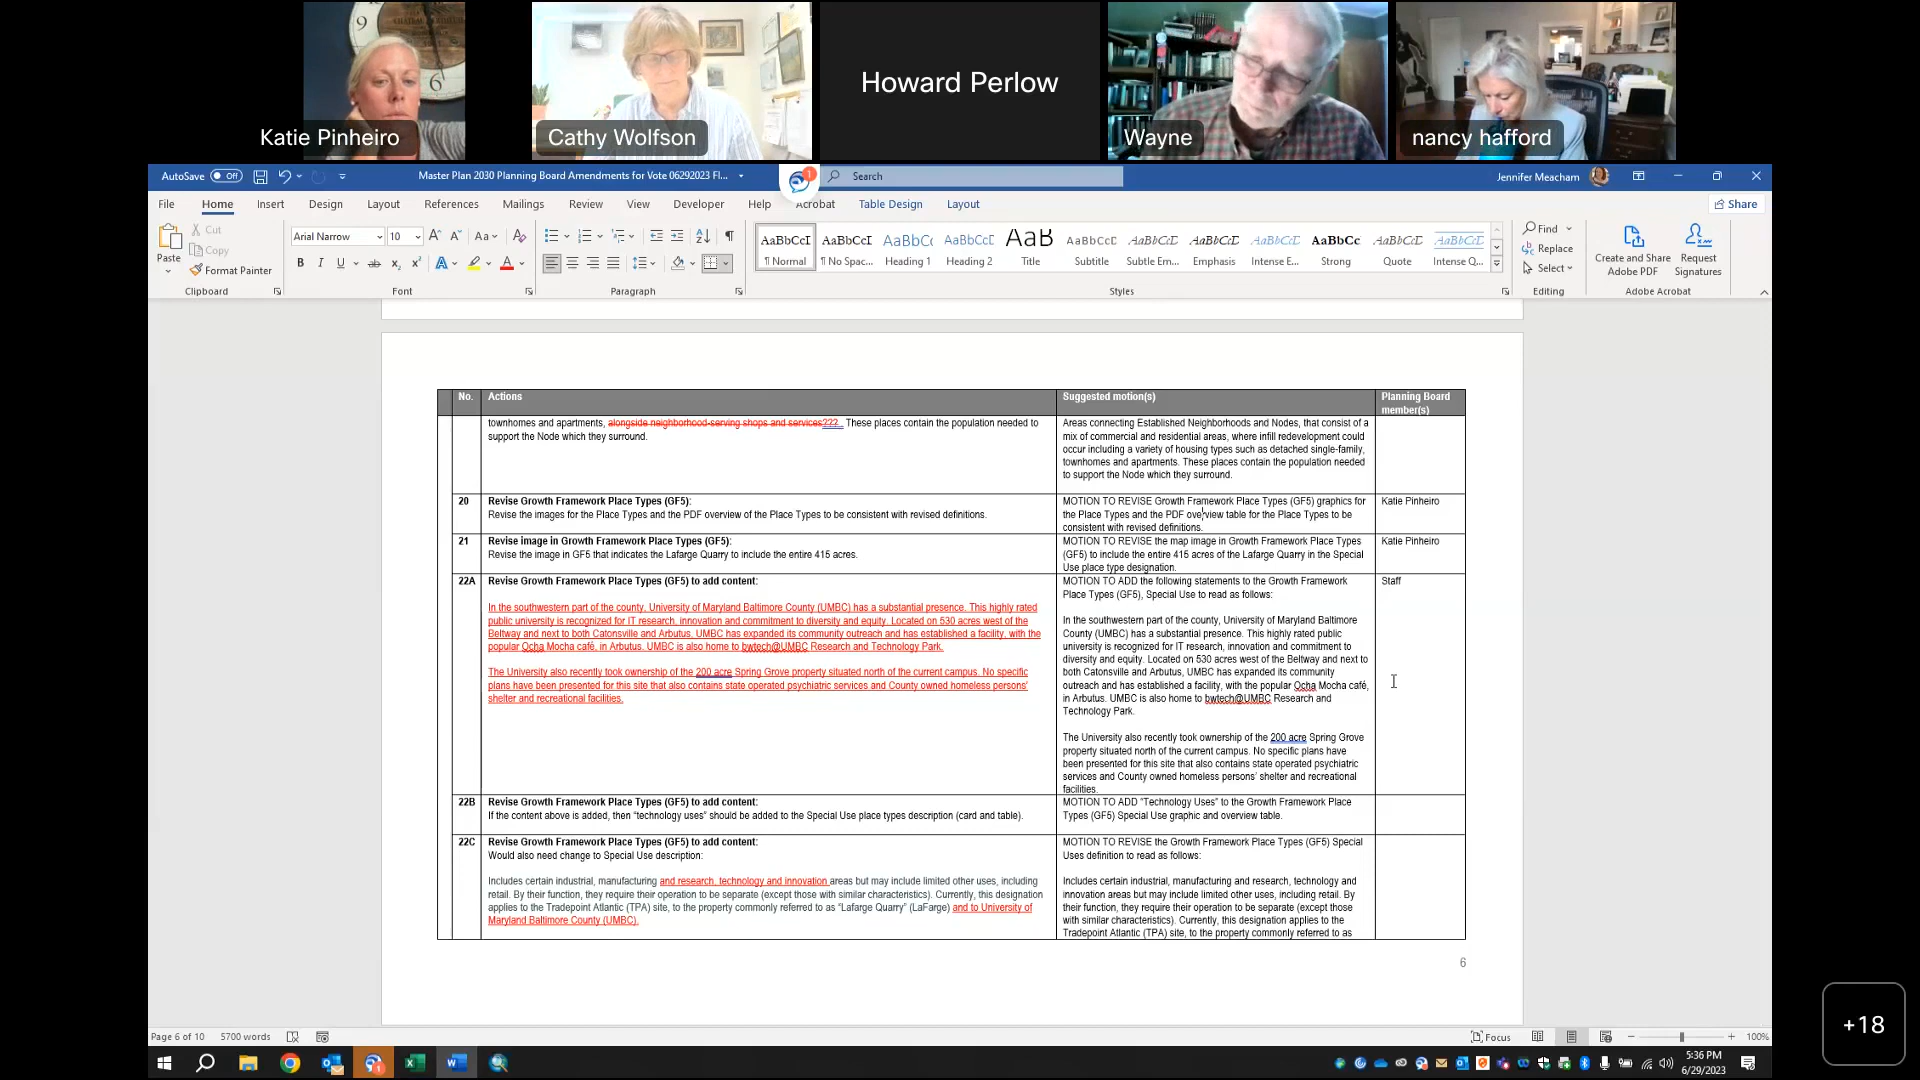 Katie Pinheiro
Cathy Wolfson
Howard Perlow
Wayne
nancy hafford
AutoSave Off
Master Plan 2030 Planning Board Amendments for Vote 06292023 Fl...
1
Search
Jennifer Meacham
File Home Insert Design Layout References Mailings Review View Developer Help Acrobat Table Design Layout
Share
Paste
Cut
Copy
Format Painter
Clipboard
Arial Narrow 10
Font
Paragraph
AaBbCcI AaBbCcI AaBbC( AaBbCcD AaB AaBbCcD AaBbCcD AaBbCcD AaBbCcD AaBbCc AaBbCcD AaBbCcD
¶ Normal ¶ No Spac... Heading 1 Heading 2 Title Subtitle Subtle Em... Emphasis Intense E... Strong Quote Intense Q...
Styles
Find
Replace
Select
Editing
Create and Share Adobe PDF
Request Signatures
Adobe Acrobat
No. Actions Suggested motion(s) Planning Board member(s)
townhomes and apartments, alongside neighborhood-serving shops and services??? These places contain the population needed to
support the Node which they surround.
Areas connecting Established Neighborhoods and Nodes, that consist of a
mix of commercial and residential areas, where infill redevelopment could
occur including a variety of housing types such as detached single-family,
townhomes and apartments. These places contain the population needed
to support the Node which they surround.
20 Revise Growth Framework Place Types (GF5):
Revise the images for the Place Types and the PDF overview of the Place Types to be consistent with revised definitions.
MOTION TO REVISE Growth Framework Place Types (GF5) graphics for
the Place Types and the PDF overview table for the Place Types to be
consistent with revised definitions.
Katie Pinheiro
21 Revise image in Growth Framework Place Types (GF5):
Revise the image in GF5 that indicates the Lafarge Quarry to include the entire 415 acres.
MOTION TO REVISE the map image in Growth Framework Place Types
(GF5) to include the entire 415 acres of the Lafarge Quarry in the Special
Use place type designation.
Katie Pinheiro
22A Revise Growth Framework Place Types (GF5) to add content:
In the southwestern part of the county, University of Maryland Baltimore County (UMBC) has a substantial presence. This highly rated
public university is recognized for IT research, innovation and commitment to diversity and equity. Located on 530 acres west of the
Beltway and next to both Catonsville and Arbutus, UMBC has expanded its community outreach and has established a facility, with the
popular Ocha Mocha café, in Arbutus. UMBC is also home to bwtech@UMBC Research and Technology Park.
The University also recently took ownership of the 200 acre Spring Grove property situated north of the current campus. No specific
plans have been presented for this site that also contains state operated psychiatric services and County owned homeless persons'
shelter and recreational facilities.
MOTION TO ADD the following statements to the Growth Framework
Place Types (GF5), Special Use to read as follows:
In the southwestern part of the county, University of Maryland Baltimore
County (UMBC) has a substantial presence. This highly rated public
university is recognized for IT research, innovation and commitment to
diversity and equity. Located on 530 acres west of the Beltway and next to
both Catonsville and Arbutus, UMBC has expanded its community
outreach and has established a facility, with the popular Ocha Mocha café,
in Arbutus. UMBC is also home to bwtech@UMBC Research and
Technology Park.
The University also recently took ownership of the 200 acre Spring Grove
property situated north of the current campus. No specific plans have
been presented for this site that also contains state operated psychiatric
services and County owned homeless persons' shelter and recreational
facilities.
Staff
22B Revise Growth Framework Place Types (GF5) to add content:
If the content above is added, then "technology uses" should be added to the Special Use place types description (card and table).
MOTION TO ADD "Technology Uses" to the Growth Framework Place
Types (GF5) Special Use graphic and overview table.
22C Revise Growth Framework Place Types (GF5) to add content:
Would also need change to Special Use description:
Includes certain industrial, manufacturing and research, technology and innovation areas but may include limited other uses, including
retail. By their function, they require their operation to be separate (except those with similar characteristics). Currently, this designation
applies to the Tradepoint Atlantic (TPA) site, to the property commonly referred to as "Lafarge Quarry" (LaFarge) and to University of
Maryland Baltimore County (UMBC).
MOTION TO REVISE the Growth Framework Place Types (GF5) Special
Uses definition to read as follows:
Includes certain industrial, manufacturing and research, technology and
innovation areas but may include limited other uses, including retail. By
their function, they require their operation to be separate (except those
with similar characteristics). Currently, this designation applies to the
Tradepoint Atlantic (TPA) site, to the property commonly referred to as
6
Page 6 of 10 5700 words
Focus
100%
5:36 PM
6/29/2023
+18